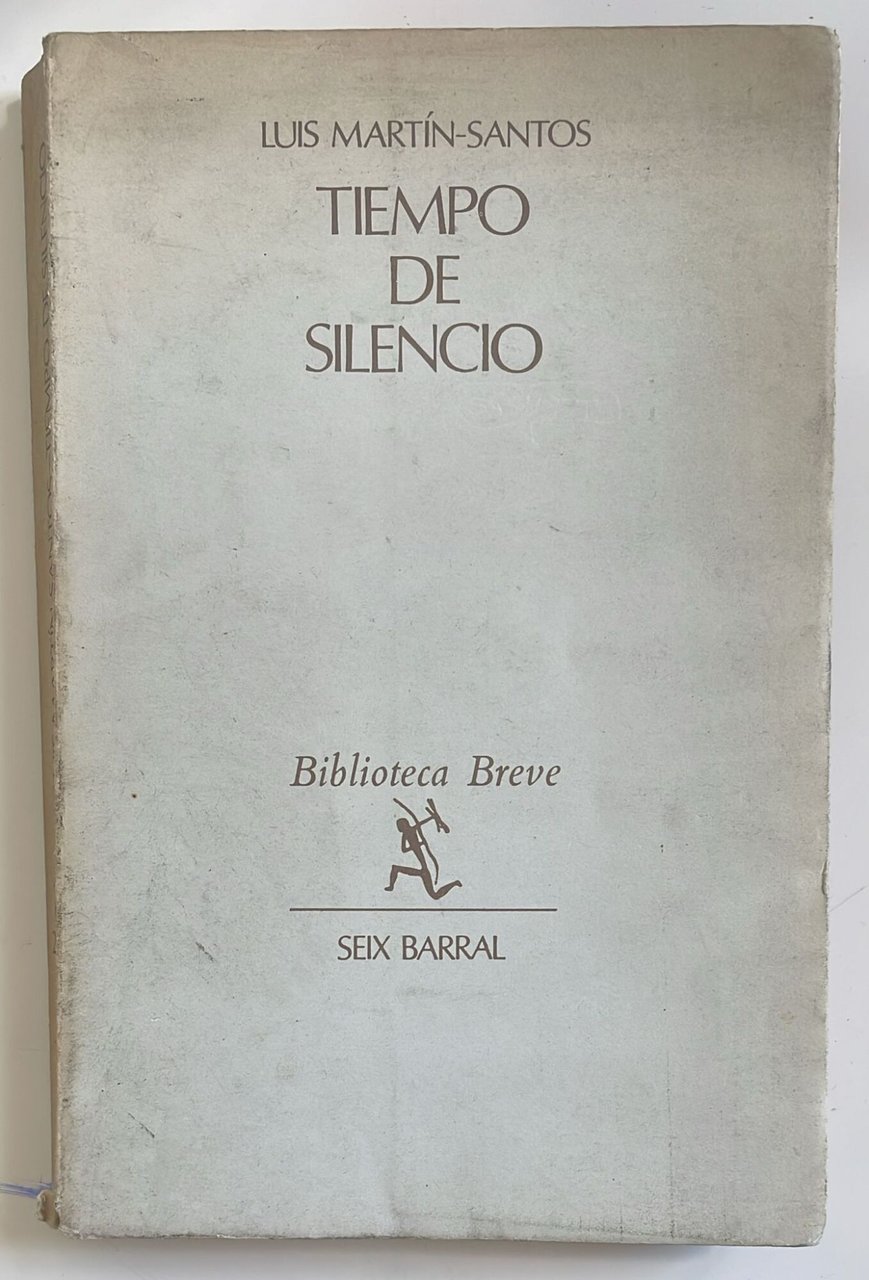 LUIS MARTÍN-SANTOS
TIEMPO
DE
SILENCIO
Biblioteca Breve
SEIX BARRAL